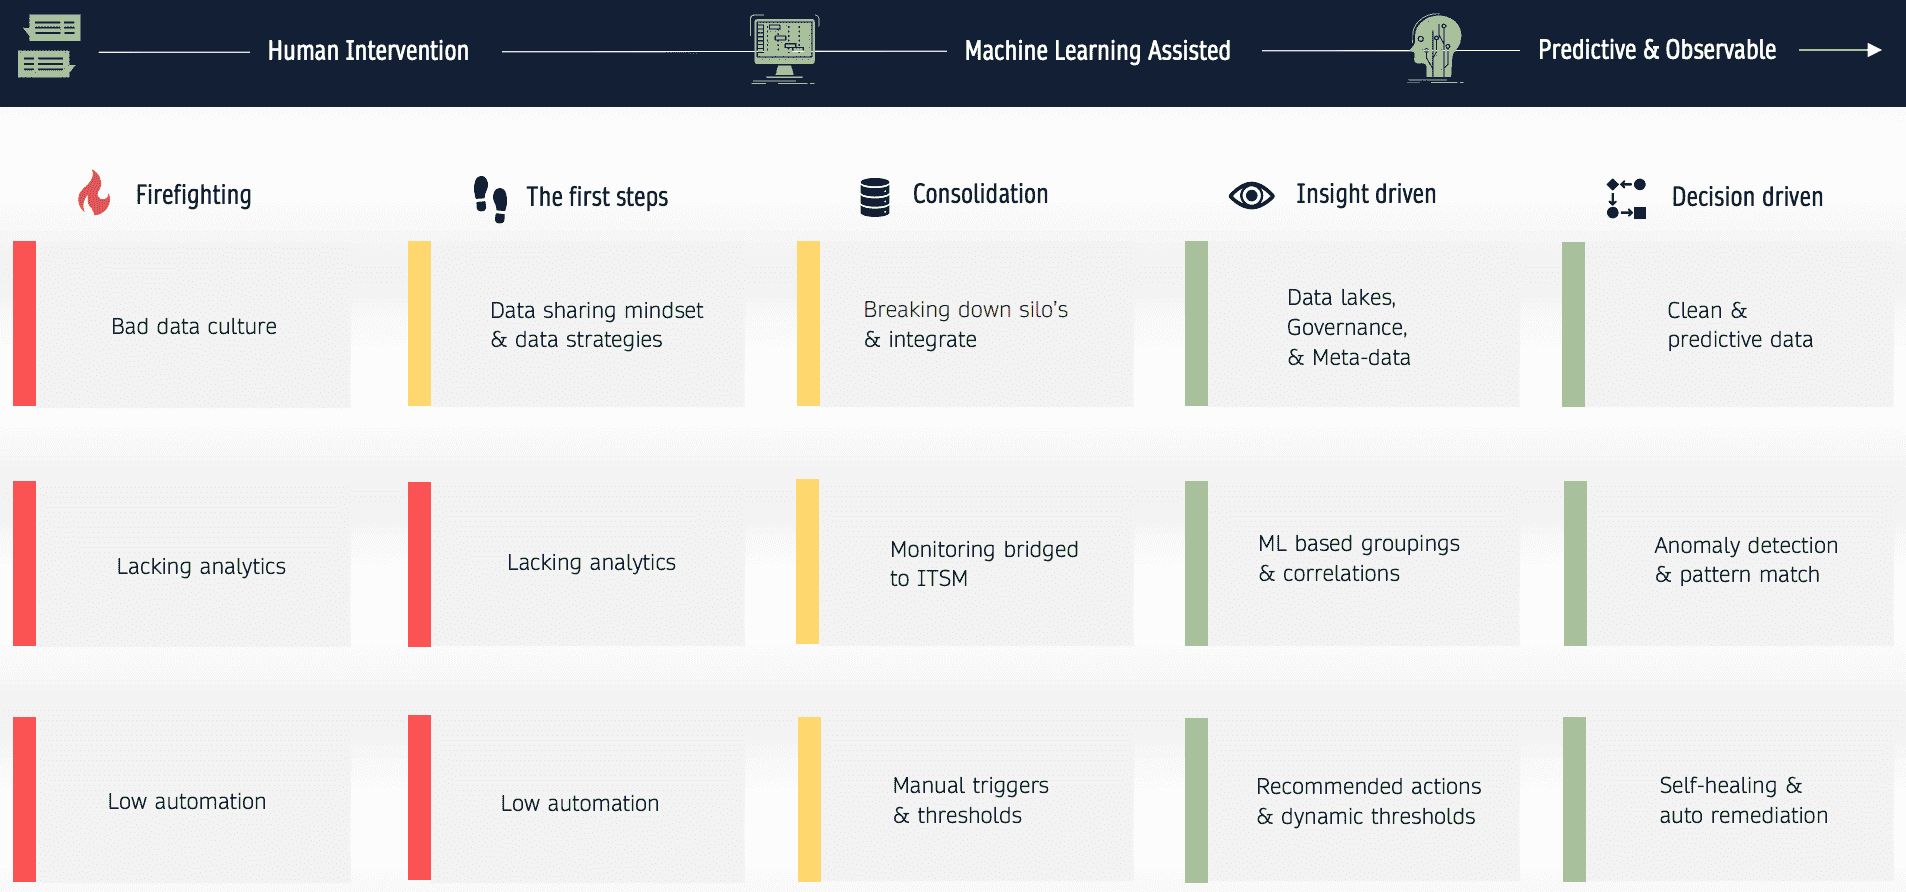 Human Intervention
Machine Learning Assisted
Predictive & Observable
Firefighting
The first steps
Consolidation
Insight driven
Decision driven
Bad data culture
Data sharing mindset
& data strategies
Breaking down silo's
& integrate
Data lakes,
Governance,
& Meta-data
Clean &
predictive data
Lacking analytics
Lacking analytics
Monitoring bridged
to ITSM
ML based groupings
& correlations
Anomaly detection
& pattern match
Low automation
Low automation
Manual triggers
& thresholds
Recommended actions
& dynamic thresholds
Self-healing &
auto remediation